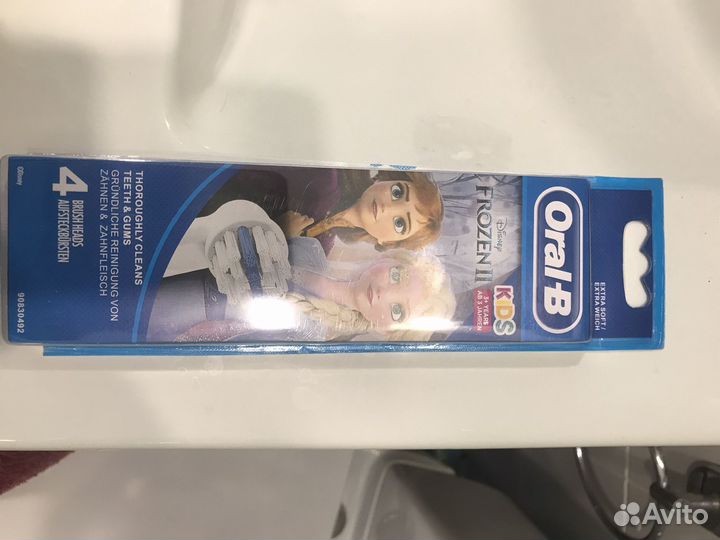 EXTRA SOFT/
EXTRA WEICH
Oral-B
KIDS
3+ YEARS
AB 3 JAHREN
Disney
FROZEN II
THOROUGHLY CLEANS
TEETH & GUMS
GRÜNDLICHE REINIGUNG VON
ZÄHNEN & ZAHNFLEISCH
4 BRUSH HEADS
AUFSTECKBÜRSTEN
©Disney
90830492
Avito